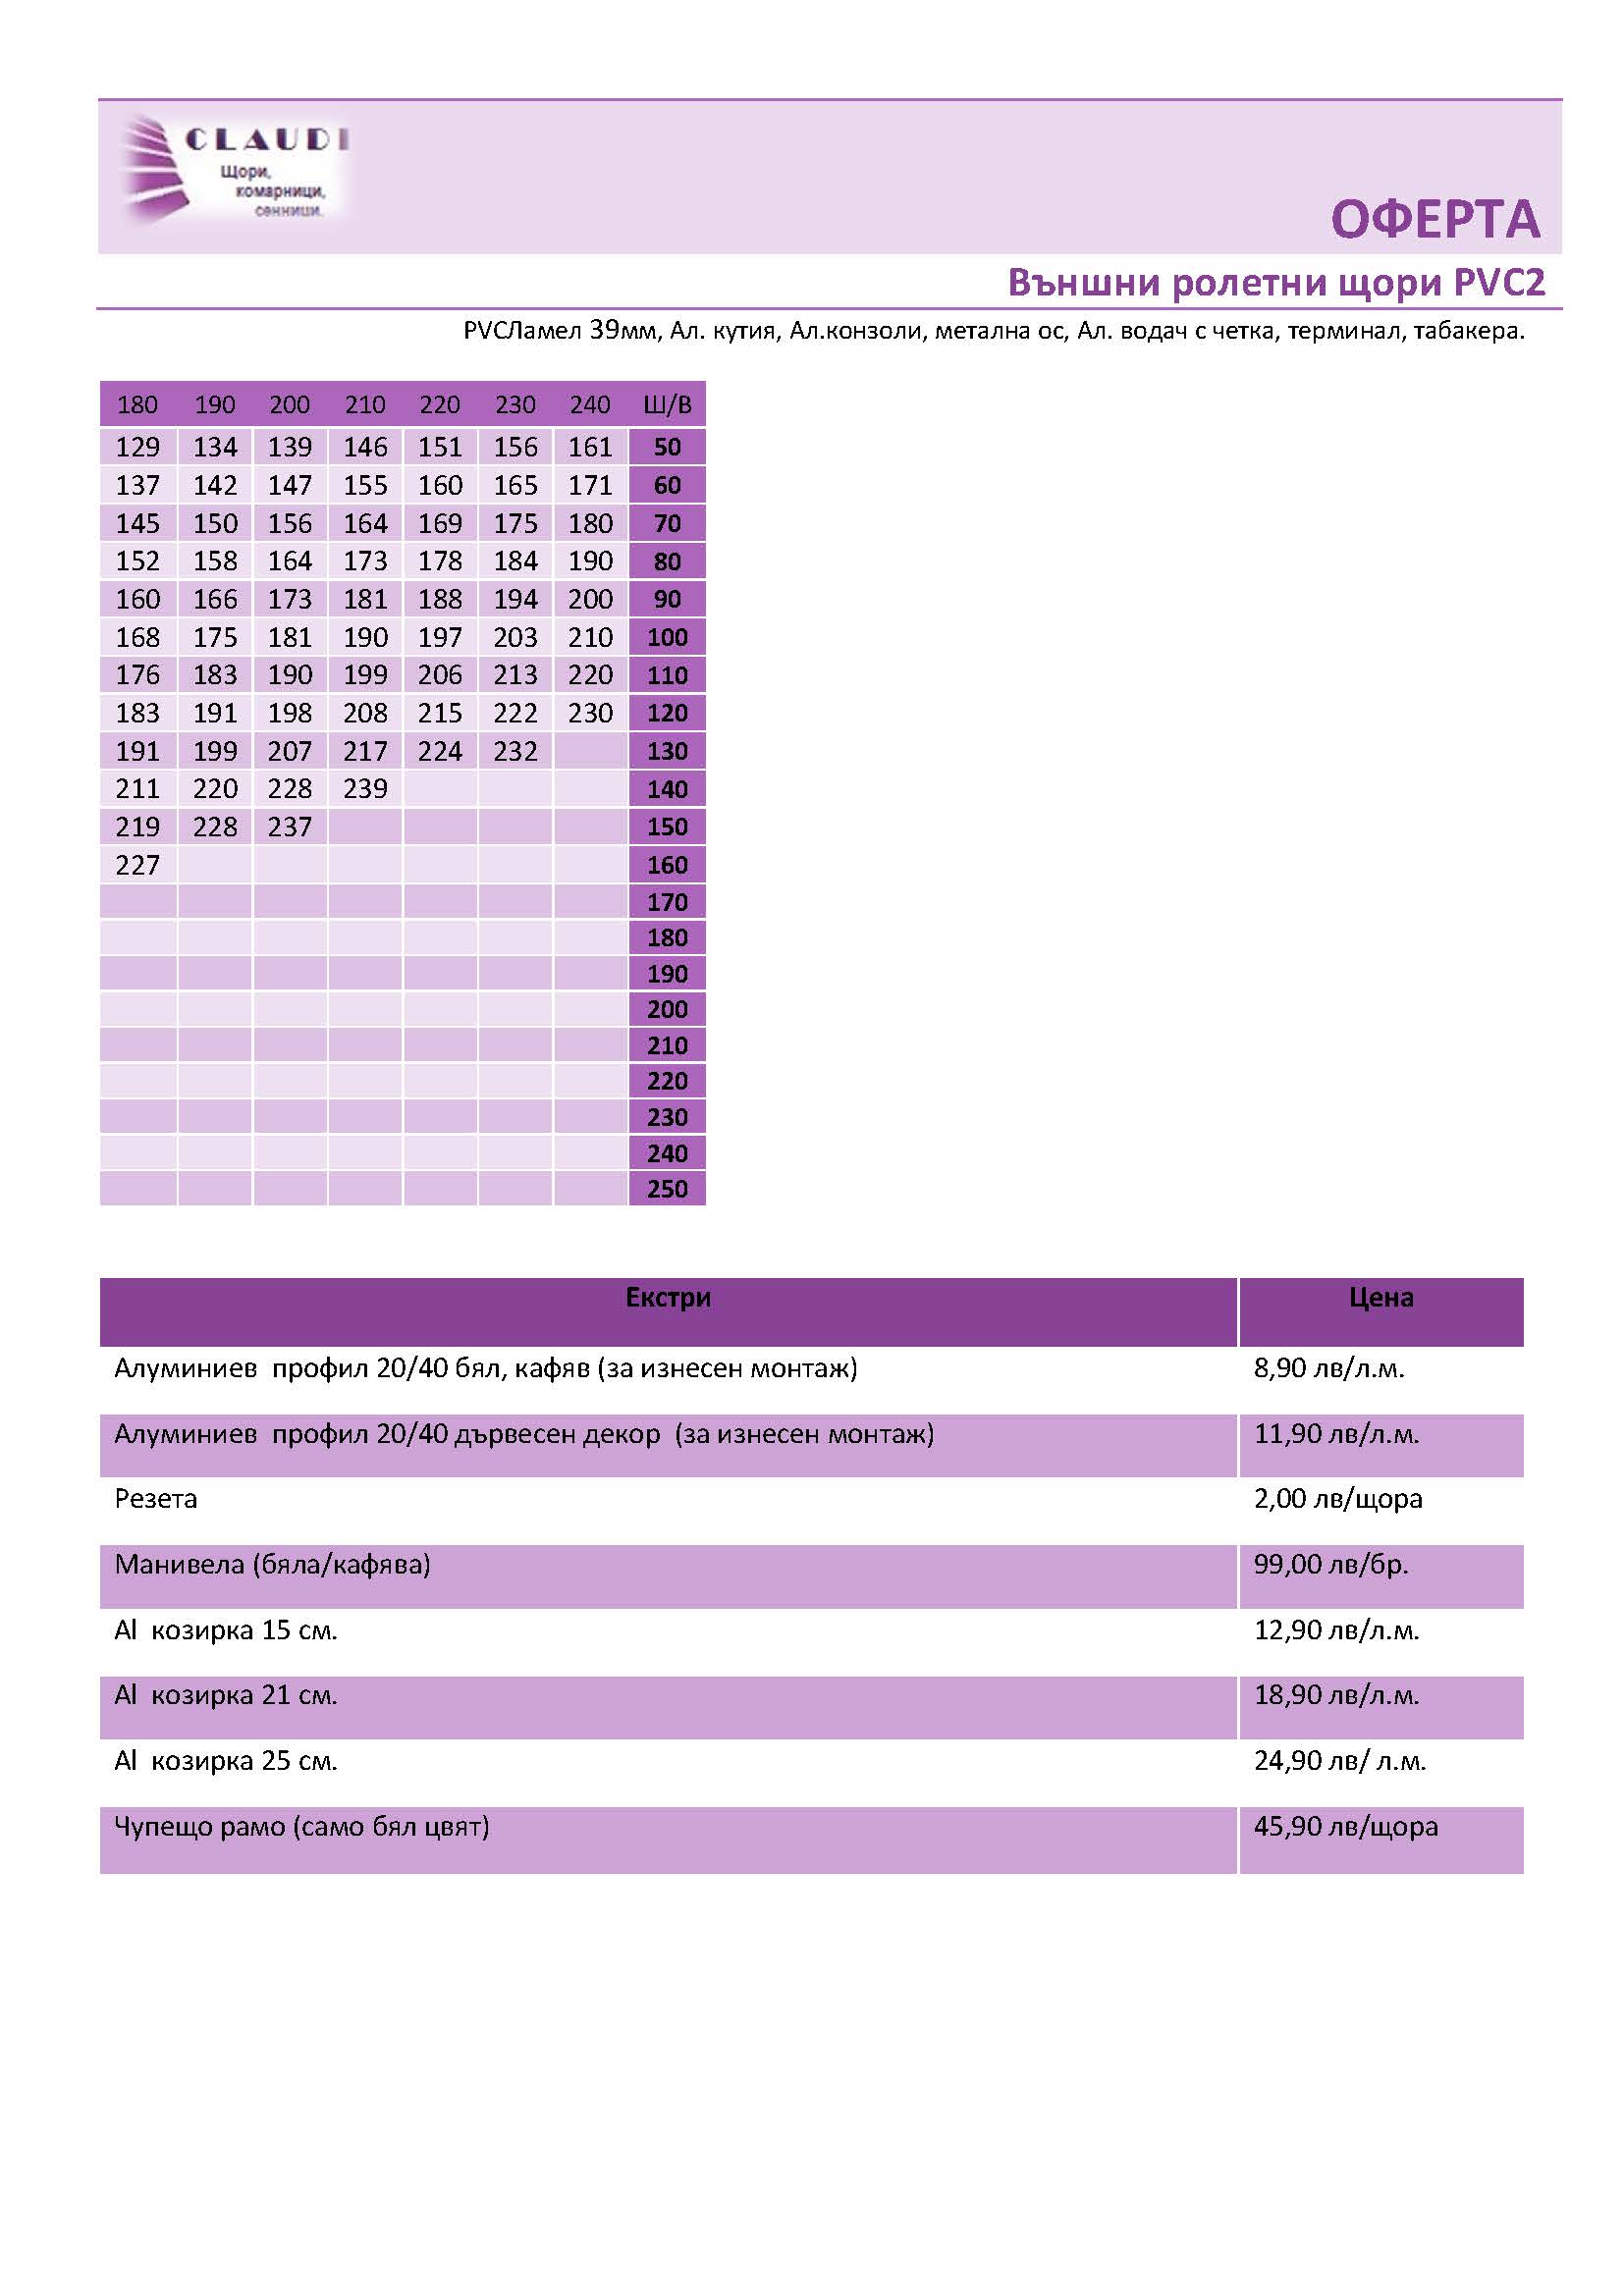 CLAUDI
Щори,
комарници,
сенници.
ОФЕРТА
Външни ролетни щори PVC2
PVCЛамел 39мм, Ал. кутия, Ал.конзоли, метална ос, Ал. водач с четка, терминал, табакера.
180 190 200 210 220 230 240 Ш/В
129 134 139 146 151 156 161 50
137 142 147 155 160 165 171 60
145 150 156 164 169 175 180 70
152 158 164 173 178 184 190 80
160 166 173 181 188 194 200 90
168 175 181 190 197 203 210 100
176 183 190 199 206 213 220 110
183 191 198 208 215 222 230 120
191 199 207 217 224 232 130
211 220 228 239 140
219 228 237 150
227 160
170
180
190
200
210
220
230
240
250
Екстри Цена
Алуминиев профил 20/40 бял, кафяв (за изнесен монтаж) 8,90 лв/л.м.
Алуминиев профил 20/40 дървесен декор (за изнесен монтаж) 11,90 лв/л.м.
Резета 2,00 лв/щора
Манивела (бяла/кафява) 99,00 лв/бр.
Al козирка 15 см. 12,90 лв/л.м.
Al козирка 21 см. 18,90 лв/л.м.
Al козирка 25 см. 24,90 лв/ л.м.
Чупещо рамо (само бял цвят) 45,90 лв/щора